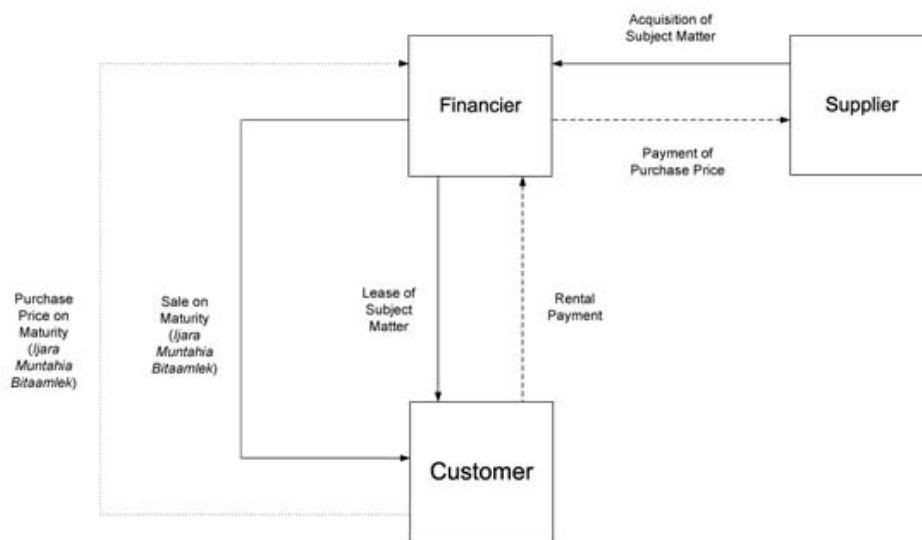 Acquisition of
Subject Matter
Financier
Supplier
Payment of
Purchase Price
Purchase
Price on
Maturity
(Ijara
Muntahia
Bitaamlek)
Sale on
Maturity
(Ijara
Muntahia
Bitaamlek)
Lease of
Subject
Matter
Rental
Payment
Customer